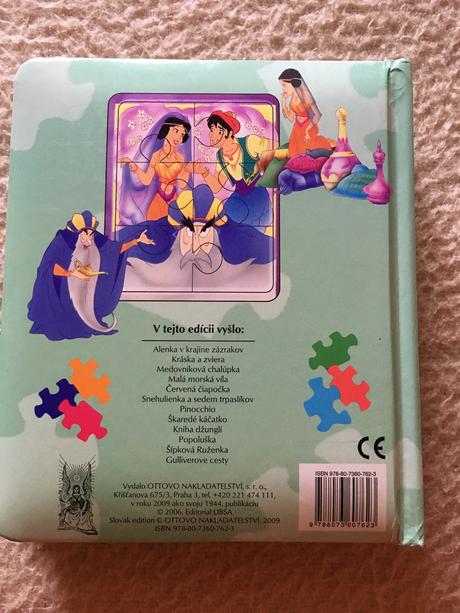 V tejto edícii vyšlo:
Alenka v krajine zázrakov
Kráska a zviera
Medovníková chalúpka
Malá morská víla
Červená čiapočka
Snehulienka a sedem trpaslíkov
Pinocchio
Škaredé káčatko
Kniha džunglí
Popoluška
Šípková Ruženka
Gulliverove cesty
Vydalo OTTOVO NAKLADATELSTVÍ, s. r. o.,
Křišťanova 675/3, Praha 3, tel. +420 221 474 111,
v roku 2009 ako svoju 1944. publikáciu
© 2006, Editorial LIBSA
Slovak edition © OTTOVO NAKLADATELSTVÍ, 2009
ISBN 978-80-7360-762-3
CE
ISBN 978-80-7360-762-3
9 788073 607623